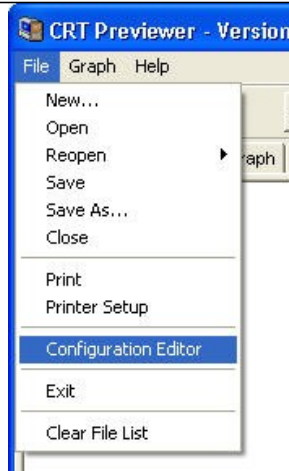 CRT Previewer - Version
File Graph Help
New...
Open
Reopen
raph
Save
Save As...
Close
Print
Printer Setup
Configuration Editor
Exit
Clear File List